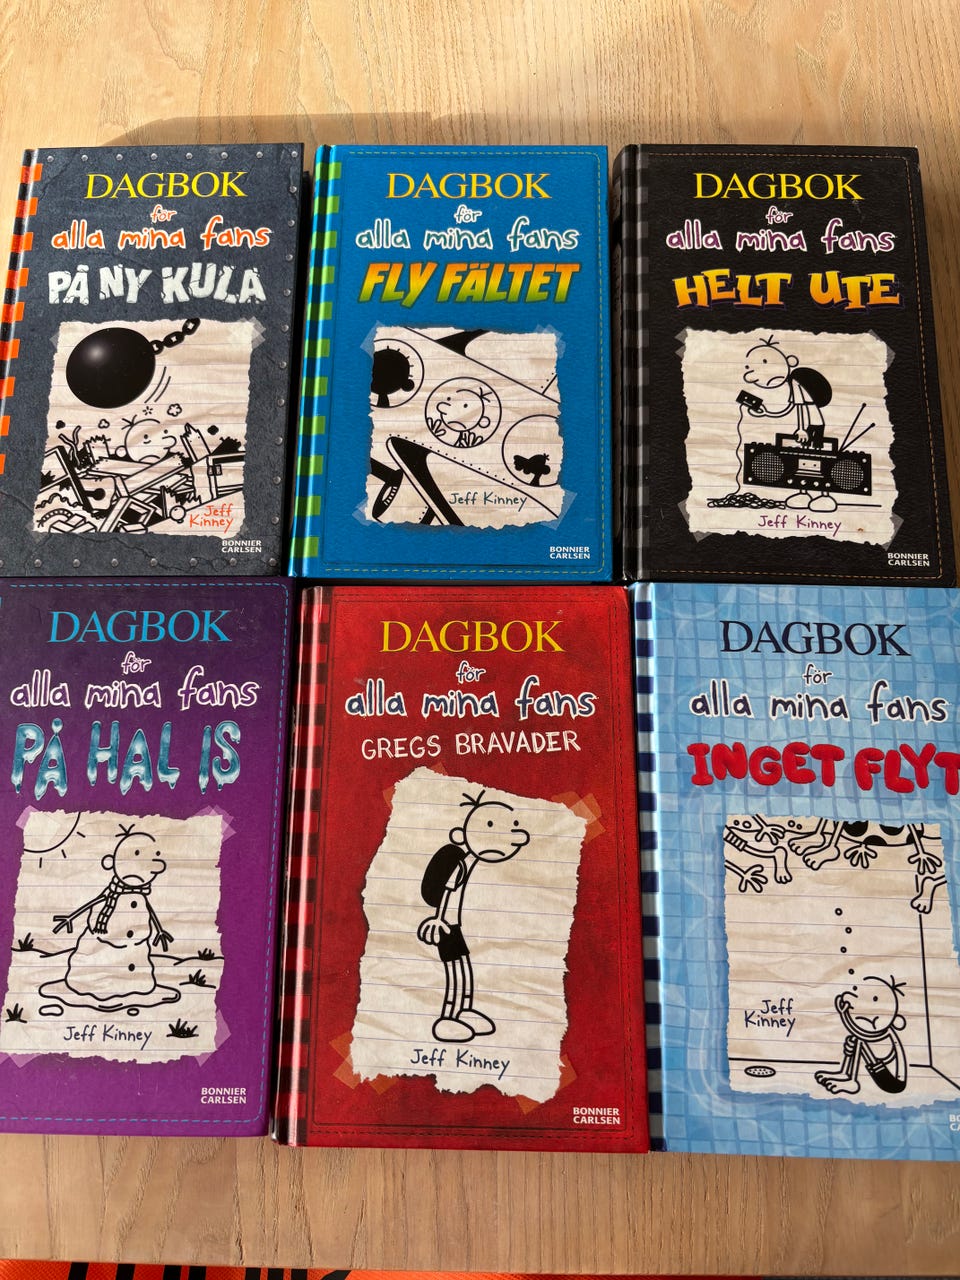 DAGBOK
för
alla mina fans
PÅ NY KULA
Jeff
Kinney
BONNIER
CARLSEN
DAGBOK
för
alla mina fans
FLY FÄLTET
Jeff Kinney
BONNIER
CARLSEN
DAGBOK
för
alla mina fans
HELT UTE
Jeff Kinney
BONNIER
CARLSEN
DAGBOK
för
alla mina fans
PÅ HAL IS
Jeff Kinney
BONNIER
CARLSEN
DAGBOK
för
alla mina fans
GREGS BRAVADER
Jeff Kinney
BONNIER
CARLSEN
DAGBOK
för
alla mina fans
INGET FLYT
Jeff
Kinney